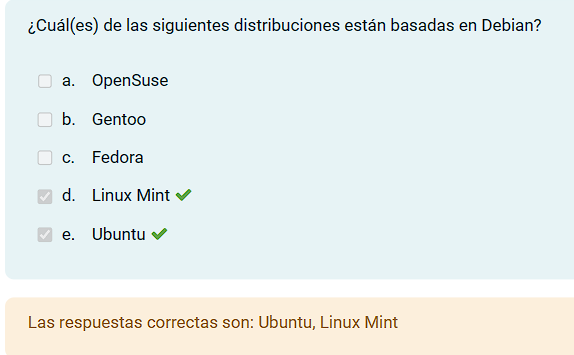 ¿Cuál(es) de las siguientes distribuciones están basadas en Debian?
a. OpenSuse
b. Gentoo
c. Fedora
d. Linux Mint
e. Ubuntu
Las respuestas correctas son: Ubuntu, Linux Mint